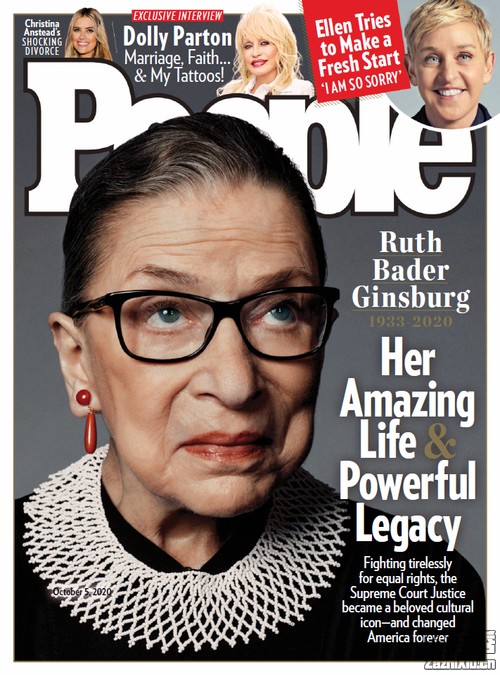 Christina
Anstead's
SHOCKING
DIVORCE
EXCLUSIVE INTERVIEW
Dolly Parton
Marriage, Faith...
& My Tattoos!
Ellen Tries
to Make a
Fresh Start
'I AM SO SORRY'
People
Ruth
Bader
Ginsburg
1933-2020
Her
Amazing
Life &
Powerful
Legacy
Fighting tirelessly
for equal rights, the
Supreme Court Justice
became a beloved cultural
icon—and changed
America forever
October 5, 2020